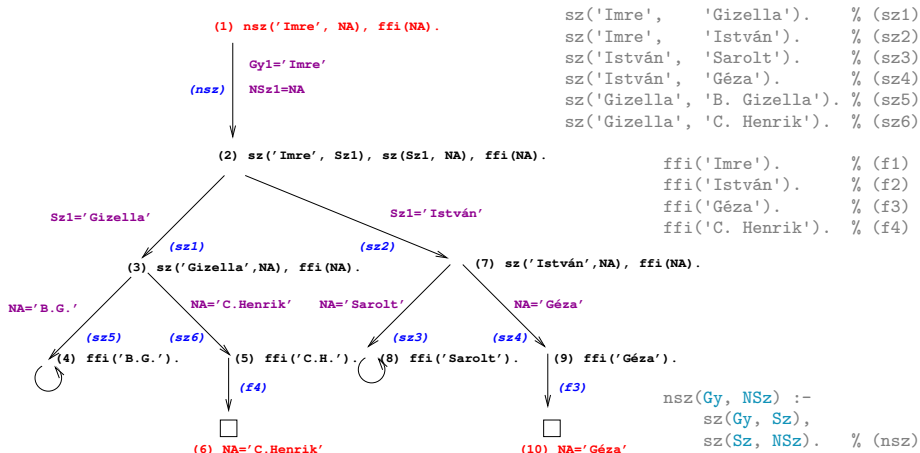 (1) nsz('Imre', NA), ffi(NA).
Gy1='Imre'
(nsz) NSz1=NA
(2) sz('Imre', Sz1), sz(Sz1, NA), ffi(NA).
Sz1='Gizella' Sz1='István'
(sz1) (sz2)
(3) sz('Gizella',NA), ffi(NA). (7) sz('István',NA), ffi(NA).
NA='B.G.' NA='C.Henrik' NA='Sarolt' NA='Géza'
(sz5) (sz6) (sz3) (sz4)
(4) ffi('B.G.'). (5) ffi('C.H.'). (8) ffi('Sarolt'). (9) ffi('Géza').
(f4) (f3)
(6) NA='C.Henrik' (10) NA='Géza'
sz('Imre', 'Gizella'). % (sz1)
sz('Imre', 'István'). % (sz2)
sz('István', 'Sarolt'). % (sz3)
sz('István', 'Géza'). % (sz4)
sz('Gizella', 'B. Gizella'). % (sz5)
sz('Gizella', 'C. Henrik'). % (sz6)
ffi('Imre'). % (f1)
ffi('István'). % (f2)
ffi('Géza'). % (f3)
ffi('C. Henrik'). % (f4)
nsz(Gy, NSz) :-
sz(Gy, Sz),
sz(Sz, NSz). % (nsz)